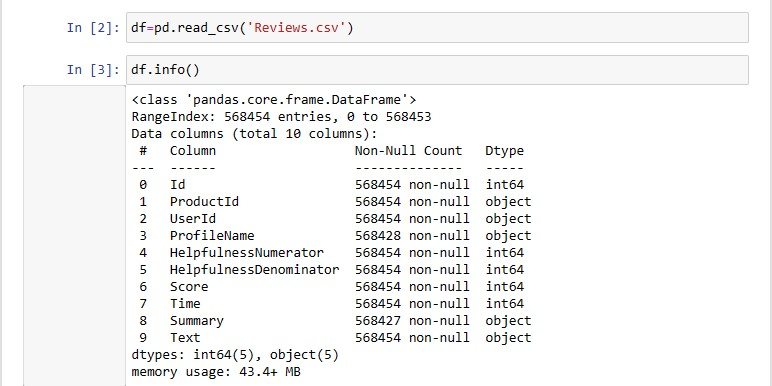 In [2]: df=pd.read_csv('Reviews.csv')
In [3]: df.info()
<class 'pandas.core.frame.DataFrame'>
RangeIndex: 568454 entries, 0 to 568453
Data columns (total 10 columns):
 #   Column                  Non-Null Count   Dtype
---  ------                  --------------   -----
 0   Id                      568454 non-null  int64
 1   ProductId               568454 non-null  object
 2   UserId                  568454 non-null  object
 3   ProfileName             568428 non-null  object
 4   HelpfulnessNumerator    568454 non-null  int64
 5   HelpfulnessDenominator  568454 non-null  int64
 6   Score                   568454 non-null  int64
 7   Time                    568454 non-null  int64
 8   Summary                 568427 non-null  object
 9   Text                    568454 non-null  object
dtypes: int64(5), object(5)
memory usage: 43.4+ MB